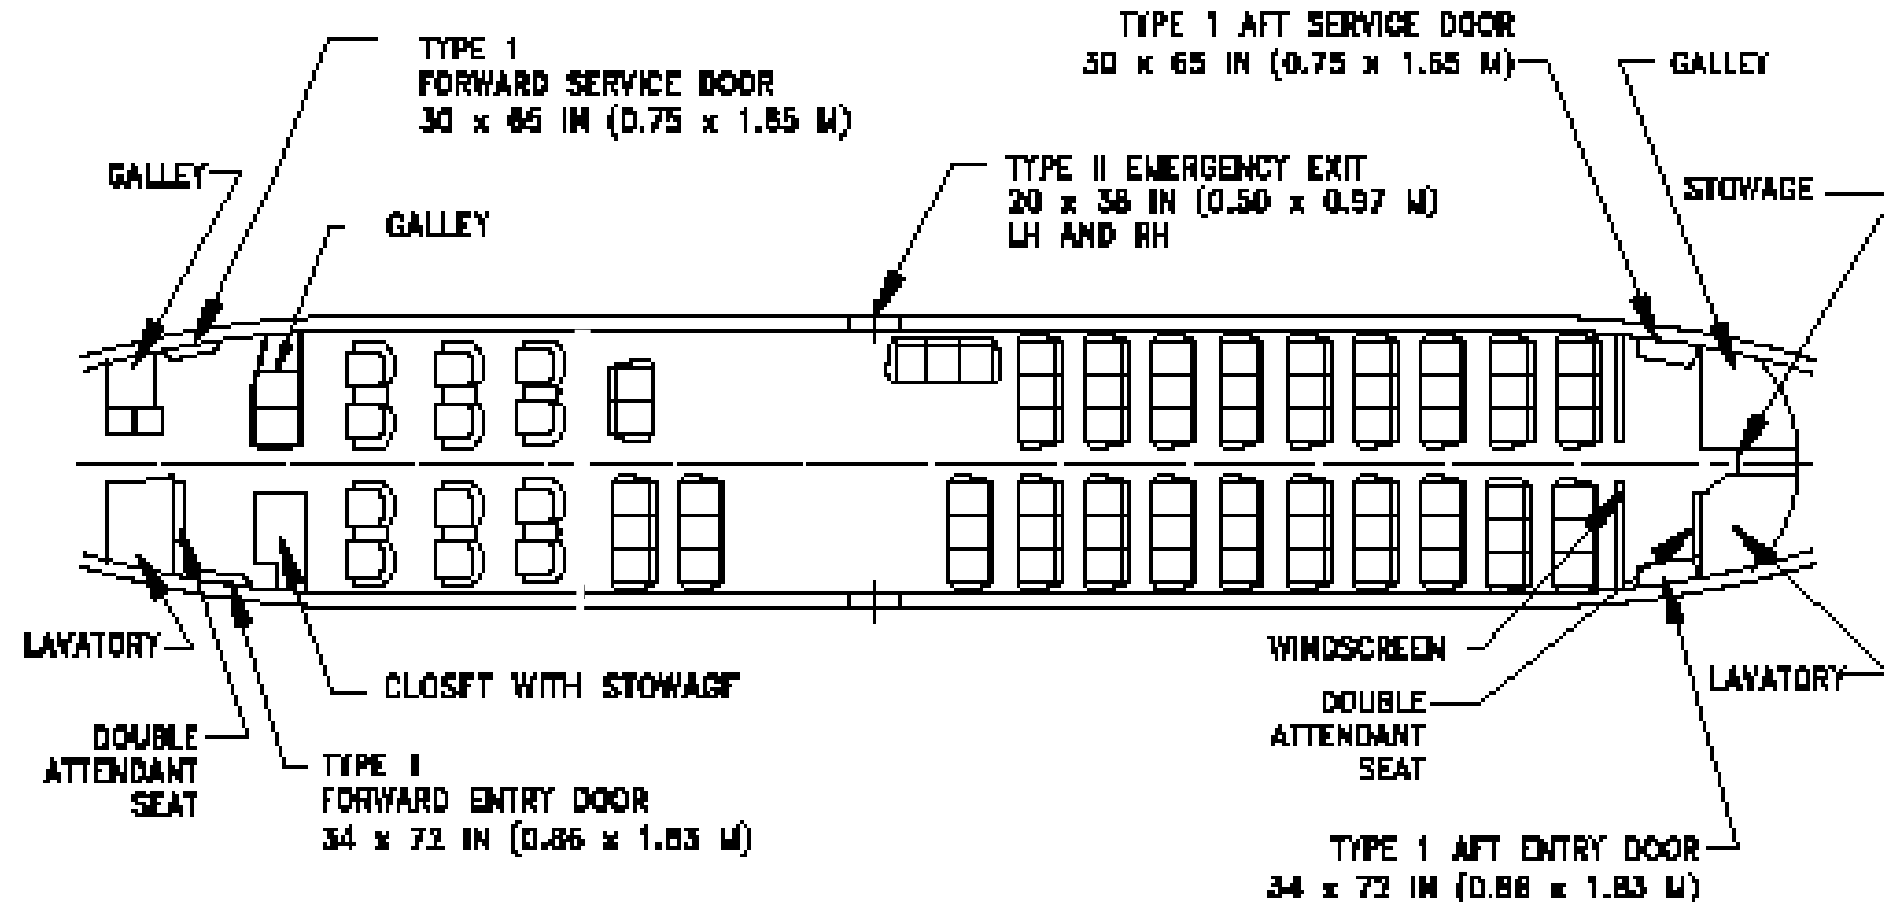 TYPE 1
FORWARD SERVICE DOOR
30 x 65 IN (0.75 x 1.65 M)
TYPE 1 AFT SERVICE DOOR
30 x 65 IN (0.75 x 1.65 M)
GALLEY
GALLEY
TYPE II EMERGENCY EXIT
20 x 38 IN (0.50 x 0.97 M)
LH AND RH
STOWAGE
GALLEY
LAVATORY
CLOSET WITH STOWAGE
WINDSCREEN
LAVATORY
DOUBLE
ATTENDANT
SEAT
DOUBLE
ATTENDANT
SEAT
TYPE I
FORWARD ENTRY DOOR
34 x 72 IN (0.86 x 1.83 M)
TYPE 1 AFT ENTRY DOOR
34 x 72 IN (0.86 x 1.83 M)